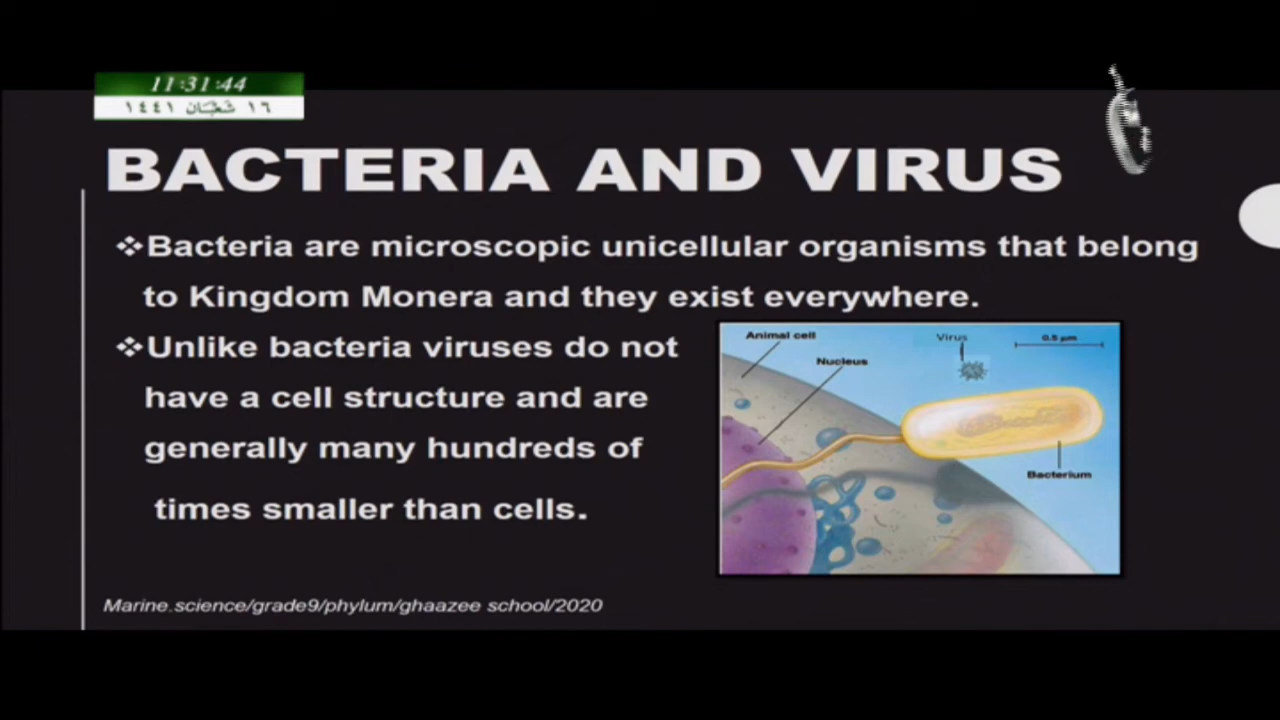 11:31:44
١٦ شَعْبَان ١٤٤١
BACTERIA AND VIRUS
❖Bacteria are microscopic unicellular organisms that belong
to Kingdom Monera and they exist everywhere.
❖Unlike bacteria viruses do not
have a cell structure and are
generally many hundreds of
times smaller than cells.
Animal cell
Nucleus
Virus
0.5 µm
Bacterium
Marine.science/grade9/phylum/ghaazee school/2020